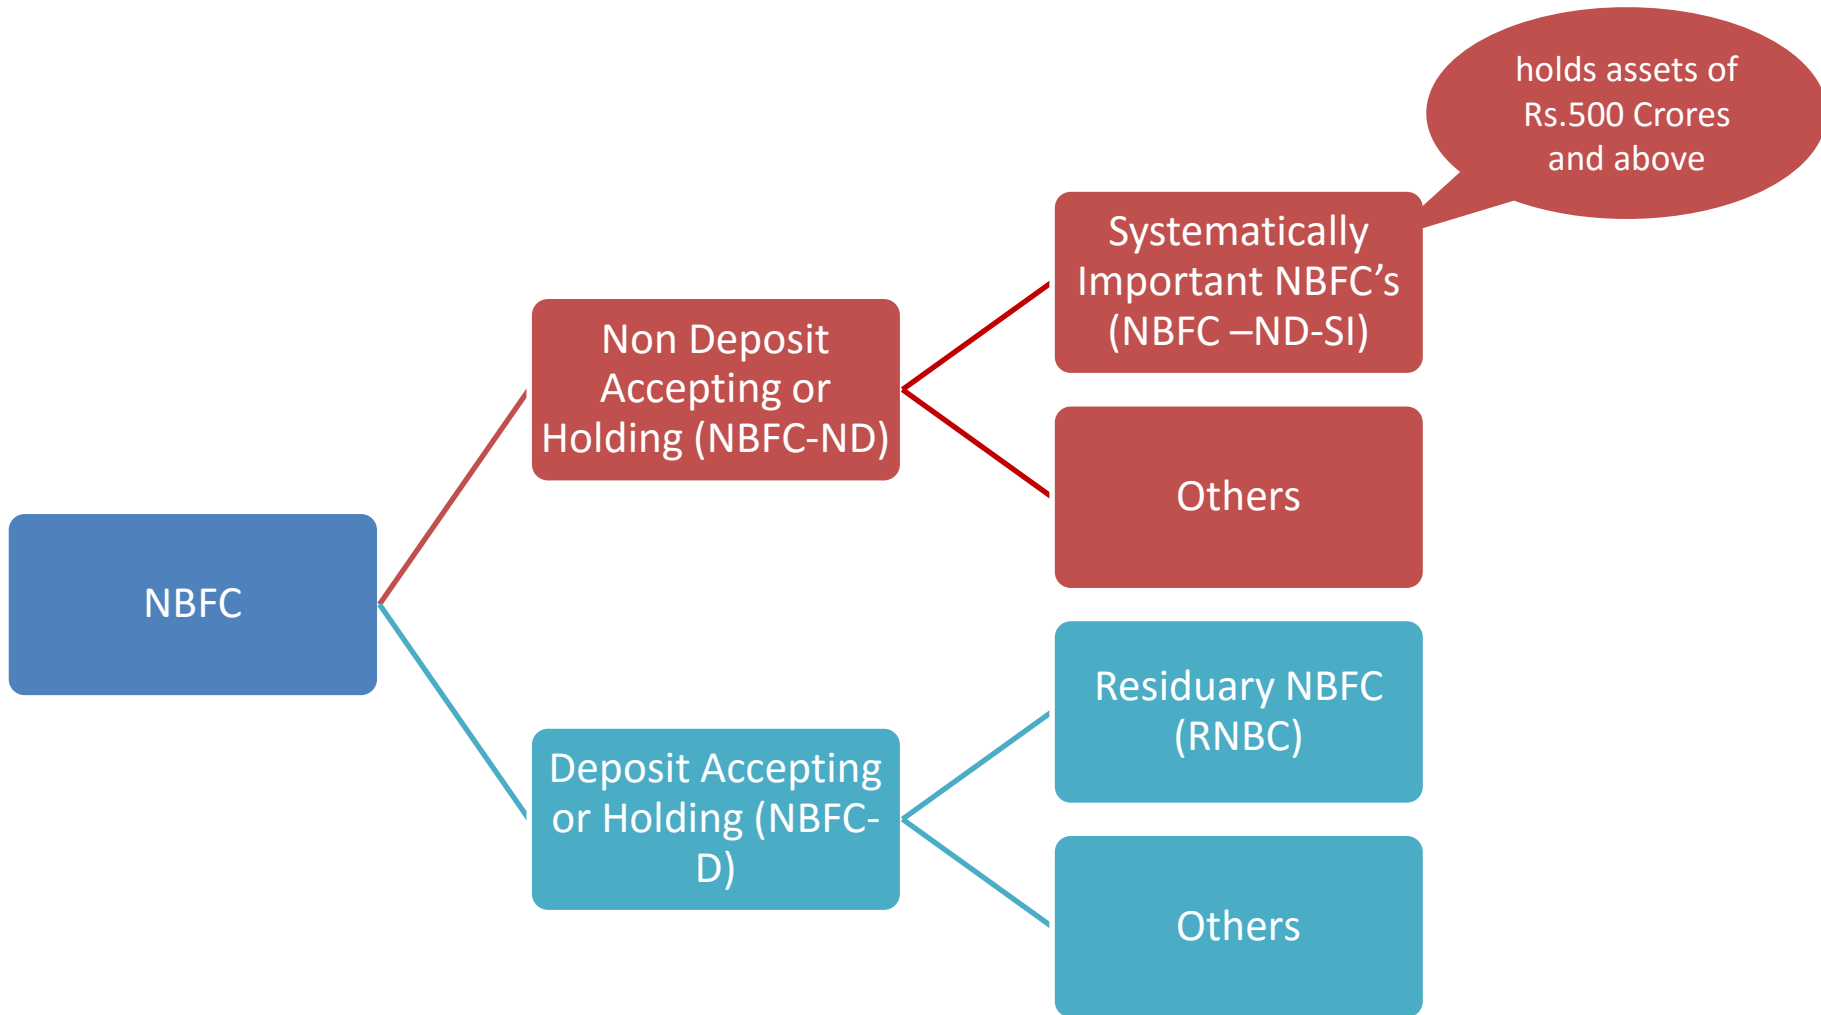 holds assets of
Rs.500 Crores
and above
Systematically
Important NBFC’s
(NBFC –ND-SI)
Non Deposit
Accepting or
Holding (NBFC-ND)
Others
NBFC
Residuary NBFC
(RNBC)
Deposit Accepting
or Holding (NBFC-
D)
Others